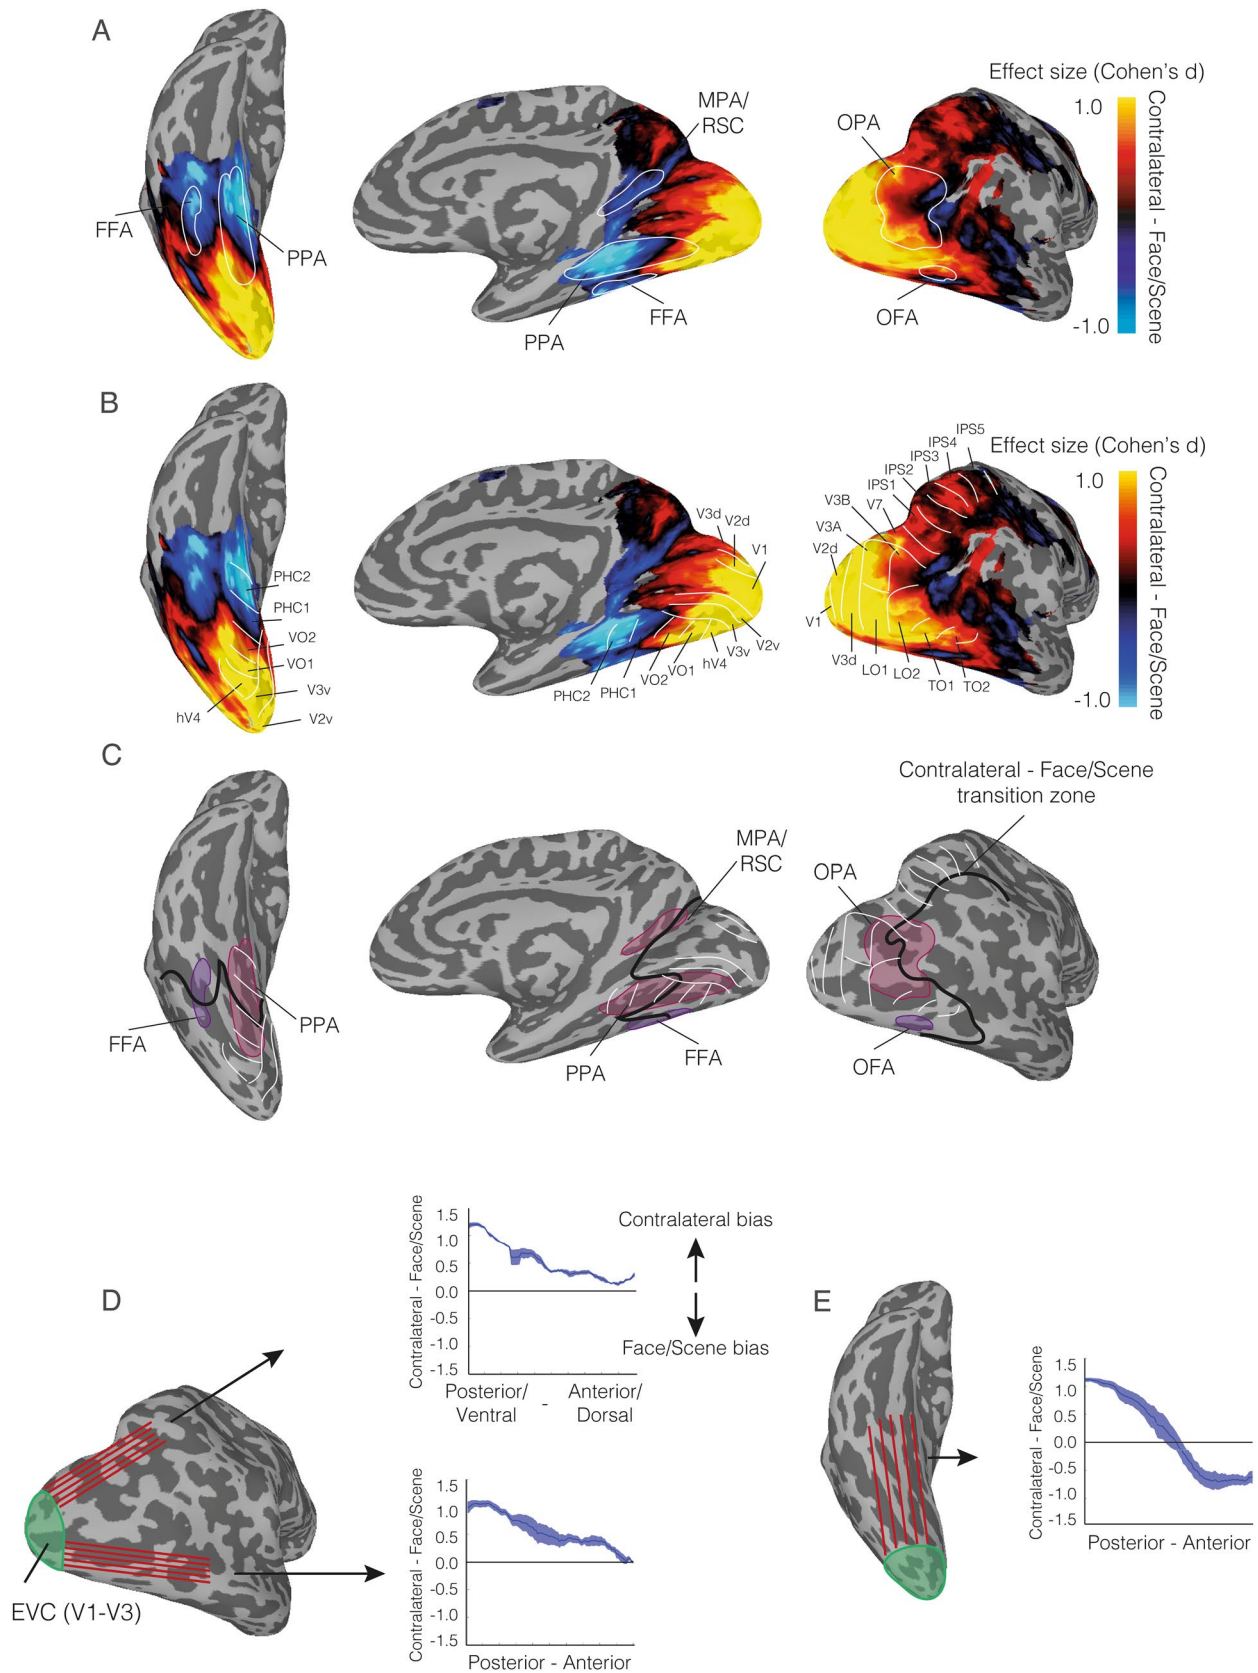 A
FFA
PPA
MPA/
RSC
PPA
FFA
OPA
OFA
Effect size (Cohen's d)
1.0
-1.0
Contralateral - Face/Scene
B
PHC2
PHC1
VO2
VO1
V3v
hV4
V2v
V3d
V2d
V1
V2v
V3v
hV4
VO1
VO2
PHC1
PHC2
IPS5
IPS4
IPS3
IPS2
IPS1
V7
V3B
V3A
V2d
V1
V3d
LO1
LO2
TO1
TO2
Effect size (Cohen's d)
1.0
-1.0
Contralateral - Face/Scene
C
FFA
PPA
MPA/
RSC
PPA
FFA
Contralateral - Face/Scene
transition zone
OPA
OFA
D
EVC (V1-V3)
Contralateral - Face/Scene
1.5
1.0
0.5
0.0
-0.5
-1.0
-1.5
Posterior/
Ventral
-
Anterior/
Dorsal
Contralateral bias
Face/Scene bias
Contralateral - Face/Scene
1.5
1.0
0.5
0.0
-0.5
-1.0
-1.5
Posterior - Anterior
E
Contralateral - Face/Scene
1.5
1.0
0.5
0.0
-0.5
-1.0
-1.5
Posterior - Anterior